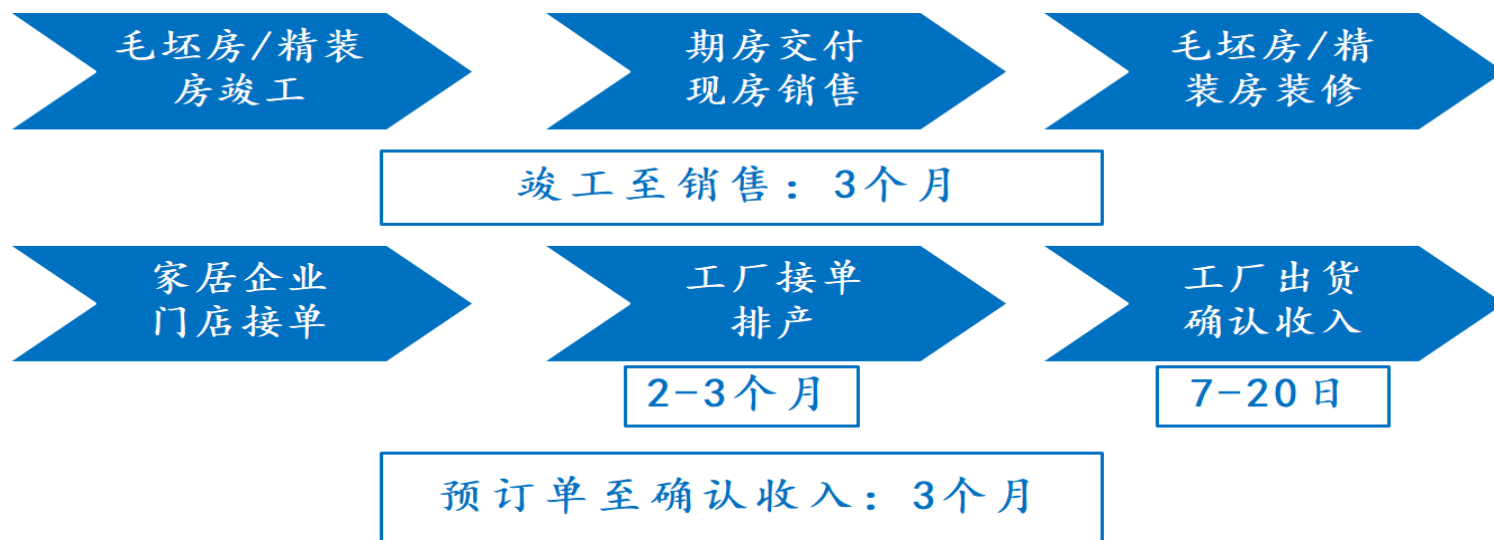 毛坯房/精装
房竣工
期房交付
现房销售
毛坯房/精
装房装修
竣工至销售：3个月
家居企业
门店接单
工厂接单
排产
工厂出货
确认收入
2-3个月
7-20日
预订单至确认收入：3个月